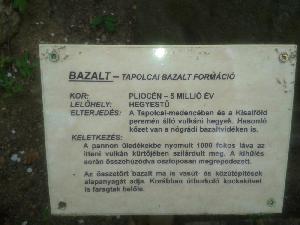 BAZALT – TAPOLCAI BAZALT FORMÁCIÓ
KOR: PLIOCÉN – 5 MILLIÓ ÉV
LELŐHELY: HEGYESTŰ
ELTERJEDÉS: A Tapolcai-medencében és a Kisalföld
peremén álló vulkáni hegyek. Hasonló
kőzet van a nógrádi bazaltvidéken is.
KELETKEZÉS:
A pannon üledékekbe nyomult 1000 fokos láva az
itteni vulkán kürtőjében szilárdult meg. A kihűlés
során összehúzódva oszloposan megrepedezett.
Az összetört bazalt ma is vasút- és közútépítések
alapanyagát adja. Korábban útburkoló kockakövet
is faragtak belőle.